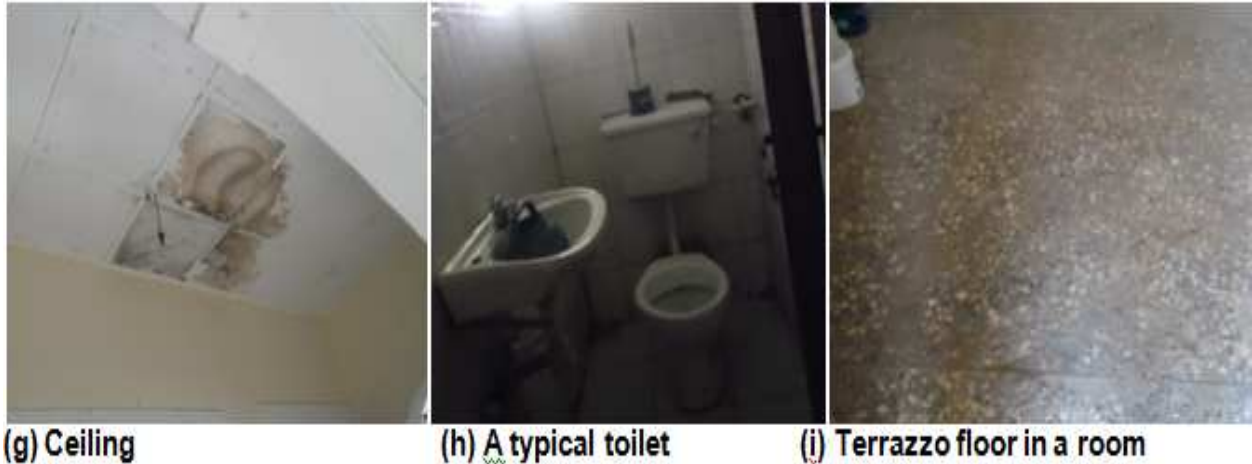 (g) Ceiling
(h) A typical toilet
(i) Terrazzo floor in a room